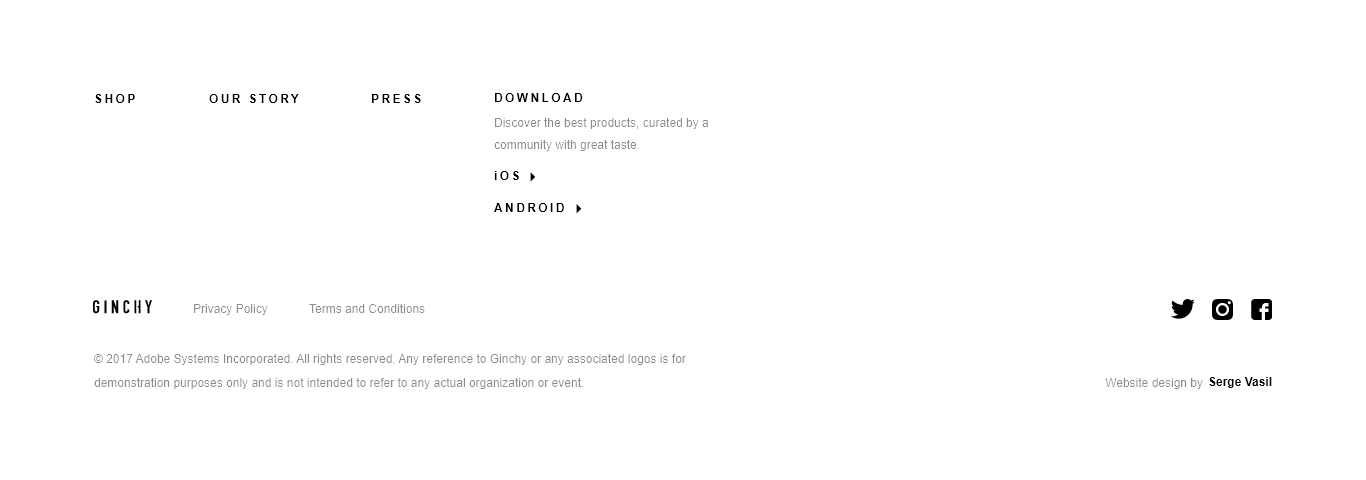 SHOP
OUR STORY
PRESS
DOWNLOAD
Discover the best products, curated by a
community with great taste.
iOS
ANDROID
GINCHY
Privacy Policy
Terms and Conditions
© 2017 Adobe Systems Incorporated. All rights reserved. Any reference to Ginchy or any associated logos is for
demonstration purposes only and is not intended to refer to any actual organization or event.
Website design by Serge Vasil